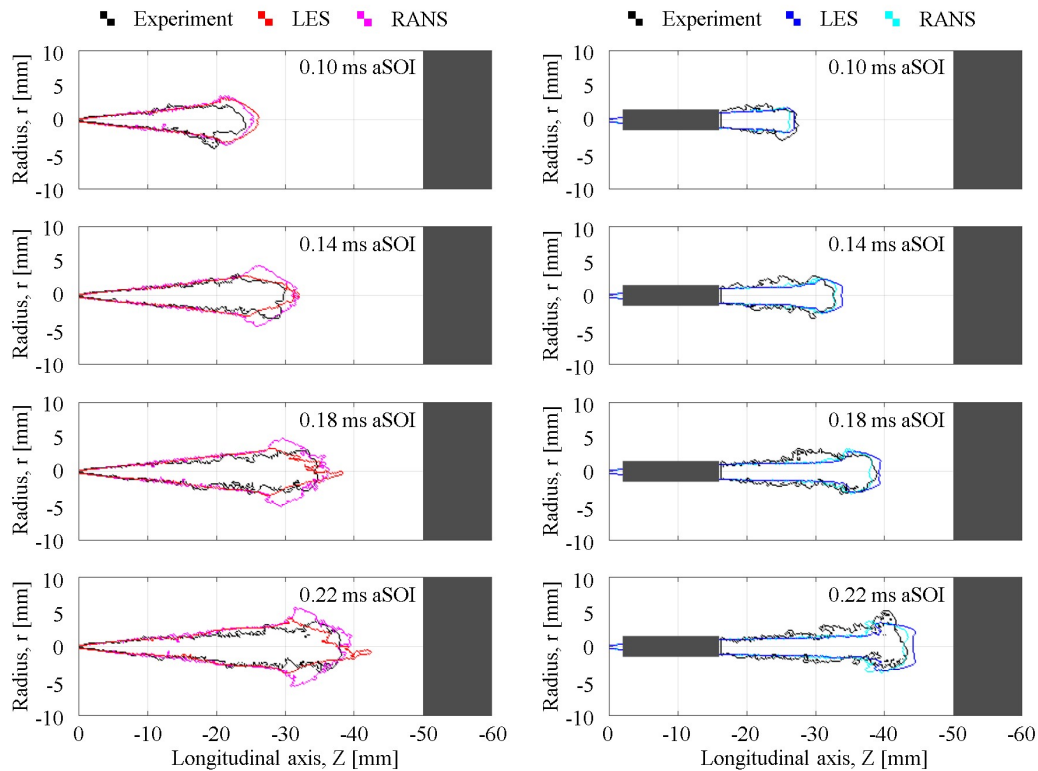 Experiment LES RANS
10
5
0
-5
-10
Radius, r [mm]
0.10 ms aSOI
10
5
0
-5
-10
Radius, r [mm]
0.14 ms aSOI
10
5
0
-5
-10
Radius, r [mm]
0.18 ms aSOI
10
5
0
-5
-10
Radius, r [mm]
0.22 ms aSOI
0 -10 -20 -30 -40 -50 -60
Longitudinal axis, Z [mm]
Experiment LES RANS
10
5
0
-5
-10
Radius, r [mm]
0.10 ms aSOI
10
5
0
-5
-10
Radius, r [mm]
0.14 ms aSOI
10
5
0
-5
-10
Radius, r [mm]
0.18 ms aSOI
10
5
0
-5
-10
Radius, r [mm]
0.22 ms aSOI
0 -10 -20 -30 -40 -50 -60
Longitudinal axis, Z [mm]